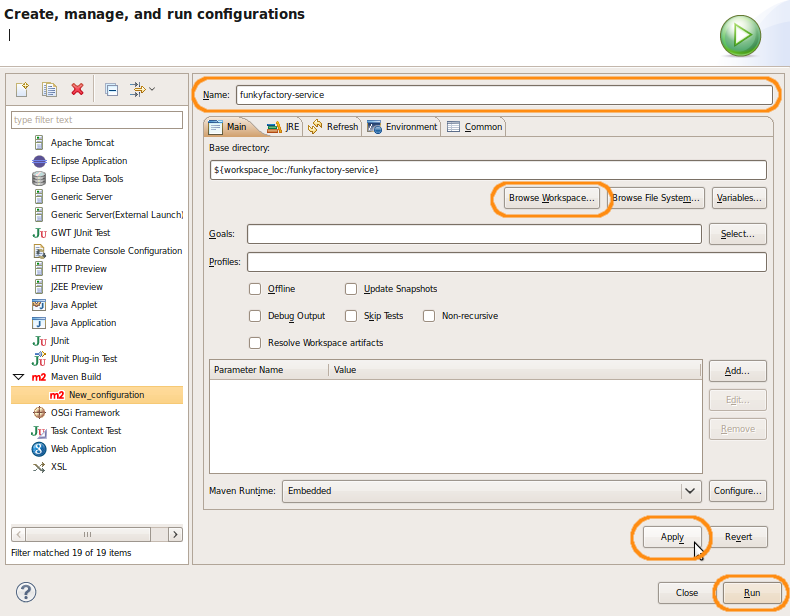 Create, manage, and run configurations
type filter text
Apache Tomcat
Eclipse Application
Eclipse Data Tools
Generic Server
Generic Server(External Launch)
GWT JUnit Test
Hibernate Console Configuration
HTTP Preview
J2EE Preview
Java Applet
Java Application
JUnit
JUnit Plug-in Test
m2 Maven Build
m2 New_configuration
OSGi Framework
Task Context Test
Web Application
XSL
Filter matched 19 of 19 items
Name: funkyfactory-service
Main JRE Refresh Environment Common
Base directory:
${workspace_loc:/funkyfactory-service}
Browse Workspace... Browse File System... Variables...
Goals: Select...
Profiles:
Offline Update Snapshots
Debug Output Skip Tests Non-recursive
Resolve Workspace artifacts
Parameter Name Value
Add...
Edit...
Remove
Maven Runtime: Embedded Configure...
Apply Revert
? Close Run